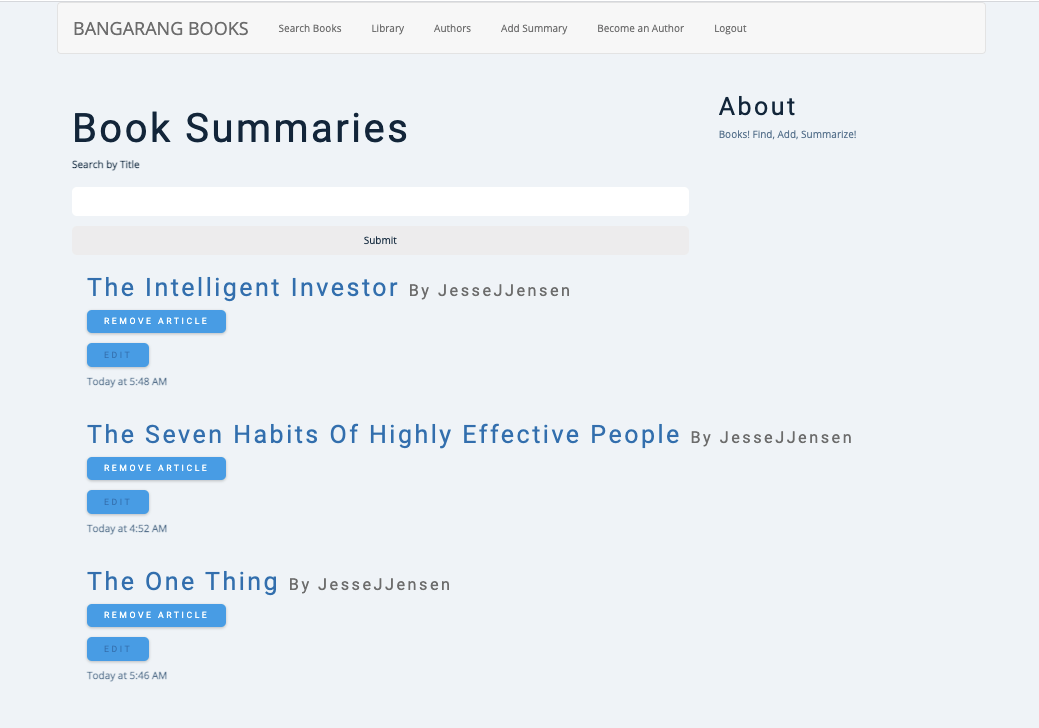 BANGARANG BOOKS Search Books Library Authors Add Summary Become an Author Logout
Book Summaries
Search by Title
Submit
The Intelligent Investor By JesseJJensen
REMOVE ARTICLE
EDIT
Today at 5:48 AM
The Seven Habits Of Highly Effective People By JesseJJensen
REMOVE ARTICLE
EDIT
Today at 4:52 AM
The One Thing By JesseJJensen
REMOVE ARTICLE
EDIT
Today at 5:46 AM
About
Books! Find, Add, Summarize!